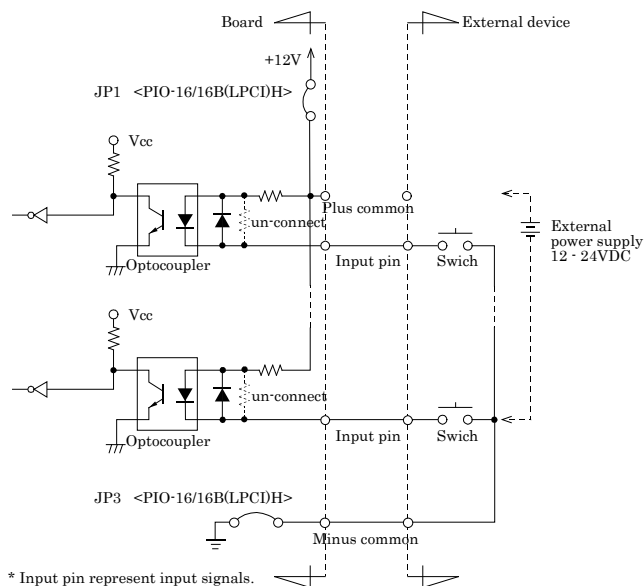 Board
External device
+12V
JP1 <PIO-16/16B(LPCI)H>
Vcc
Plus common
un-connect
External
power supply
12 - 24VDC
Input pin
Swich
Optocoupler
Vcc
un-connect
Input pin
Swich
Optocoupler
JP3 <PIO-16/16B(LPCI)H>
Minus common
* Input pin represent input signals.